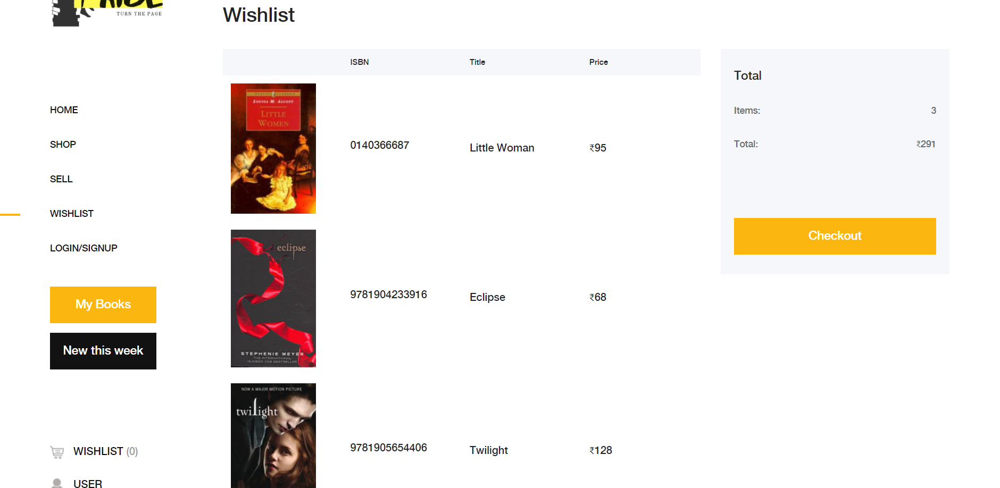 TURN THE PAGE
HOME
SHOP
SELL
WISHLIST
LOGIN/SIGNUP
My Books
New this week
WISHLIST (0)
USER
Wishlist
ISBN Title Price
PUFFIN CLASSICS
LOUISA M. ALCOTT
LITTLE
WOMEN
0140366687 Little Woman ₹95
eclipse
STEPHENIE MEYER
THE INTERNATIONAL
NUMBER ONE BESTSELLER
9781904233916 Eclipse ₹68
NOW A MAJOR MOTION PICTURE
twilight
9781905654406 Twilight ₹128
Total
Items: 3
Total: ₹291
Checkout